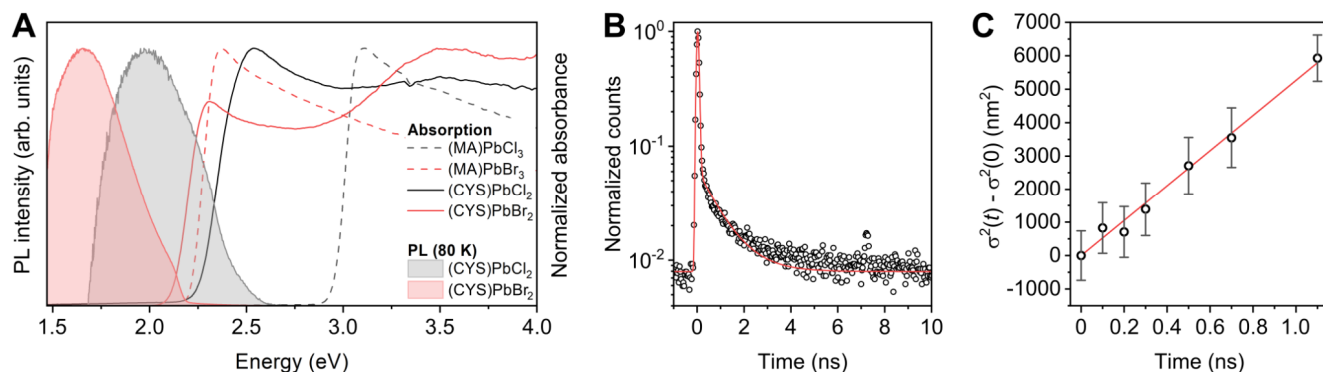 A
PL intensity (arb. units)
Normalized absorbance
Absorption
(MA)PbCl₃
(MA)PbBr₃
(CYS)PbCl₂
(CYS)PbBr₂
PL (80 K)
(CYS)PbCl₂
(CYS)PbBr₂
1.5 2.0 2.5 3.0 3.5 4.0
Energy (eV)
B
Normalized counts
10⁰
10⁻¹
10⁻²
0 2 4 6 8 10
Time (ns)
C
σ²(t) - σ²(0) (nm²)
7000
6000
5000
4000
3000
2000
1000
0
-1000
0 0.2 0.4 0.6 0.8 1.0
Time (ns)